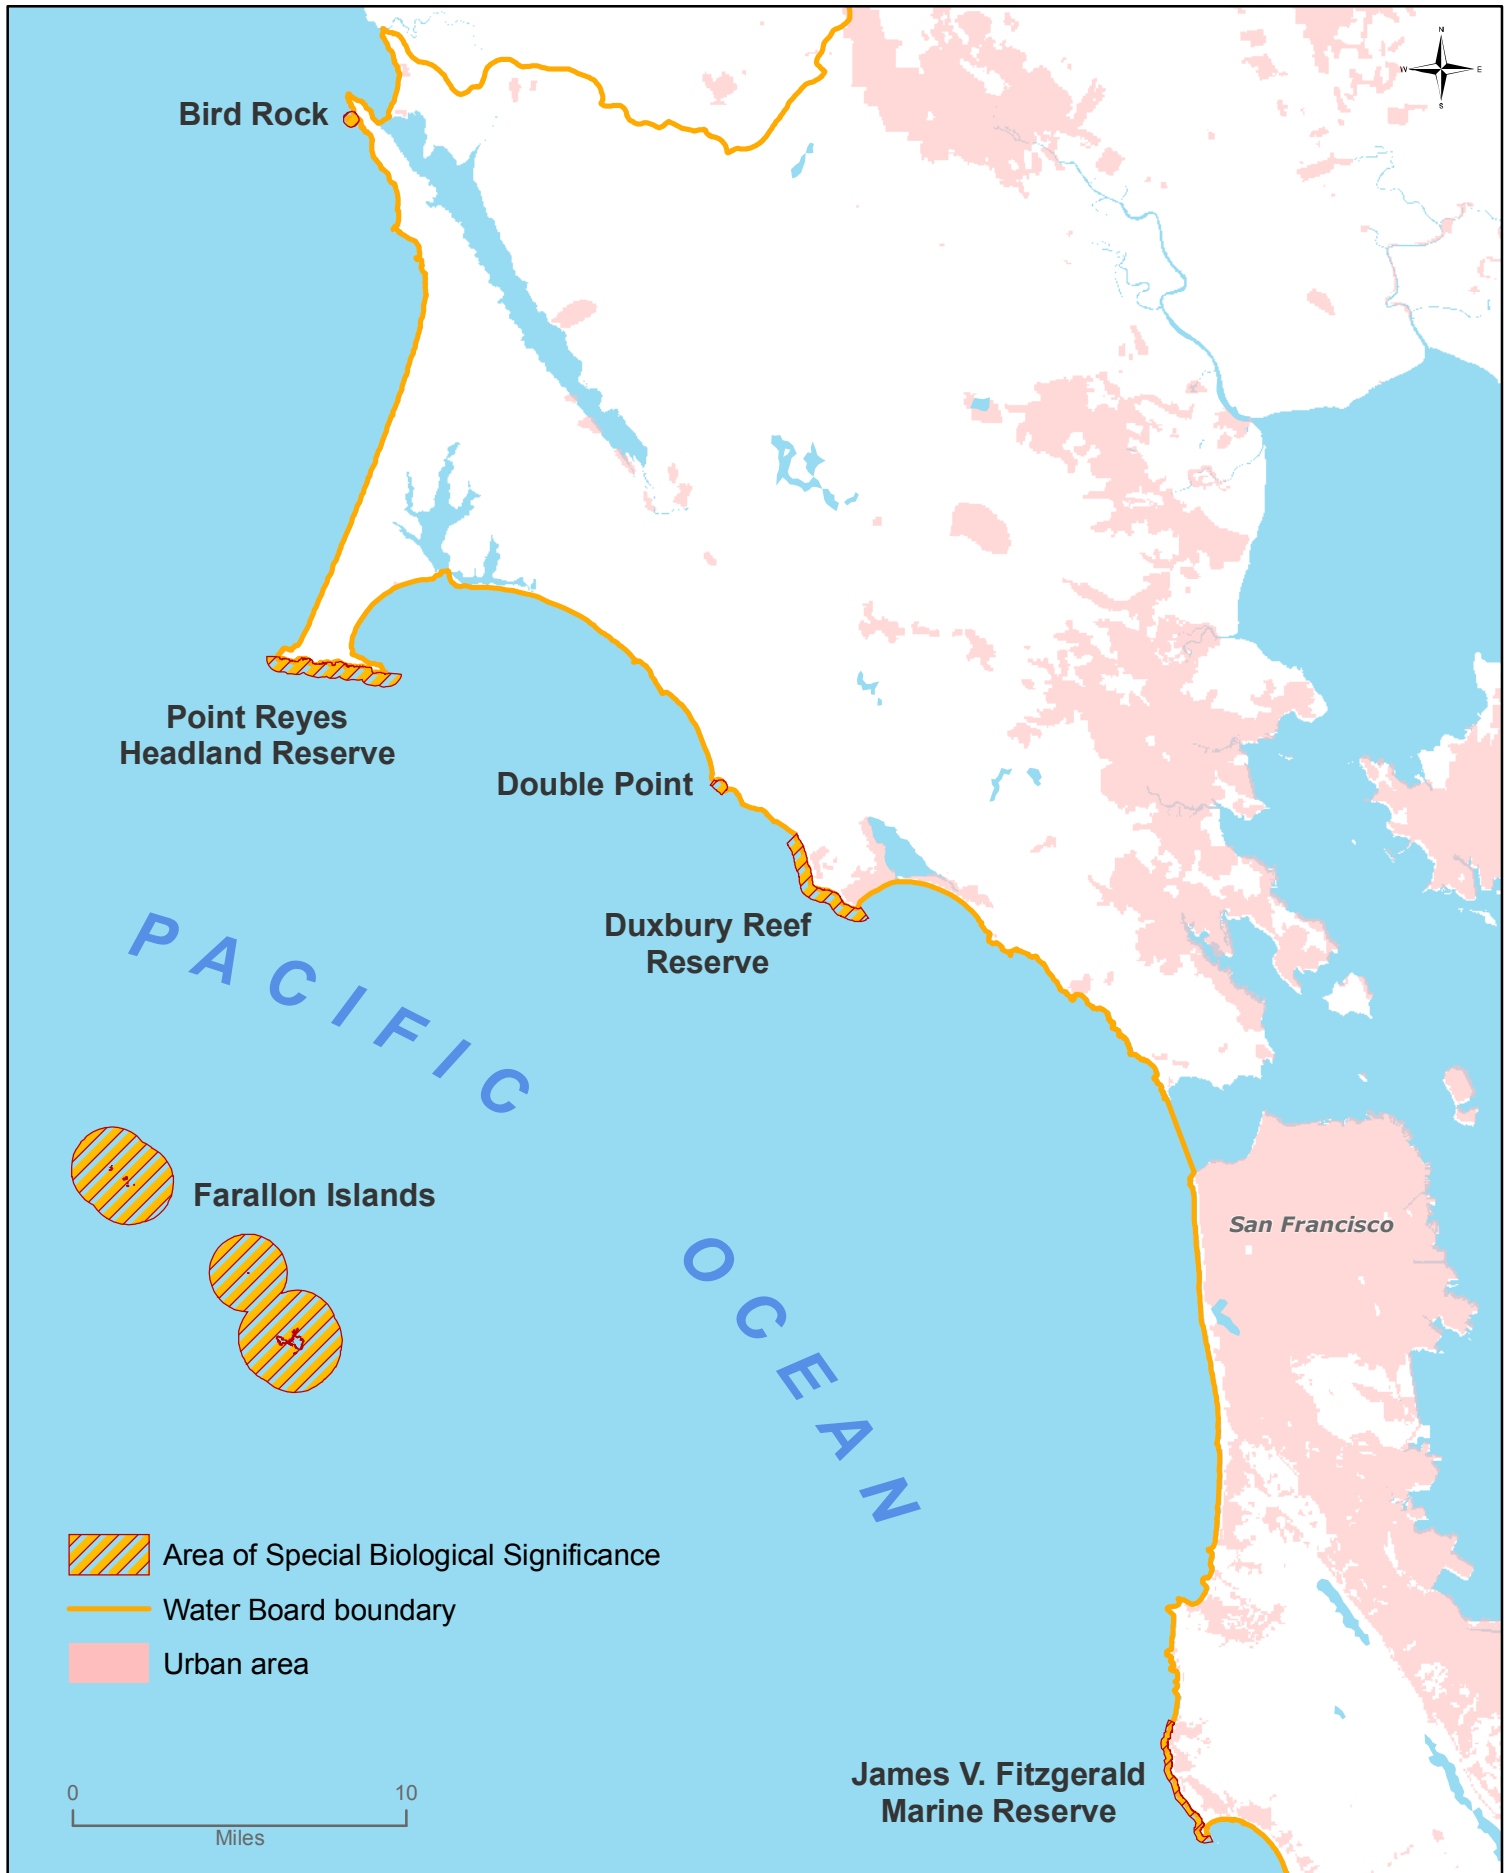 N
W E
S
Bird Rock
Point Reyes
Headland Reserve
Double Point
Duxbury Reef
Reserve
PACIFIC
OCEAN
Farallon Islands
San Francisco
Area of Special Biological Significance
Water Board boundary
Urban area
James V. Fitzgerald
Marine Reserve
0 10
Miles